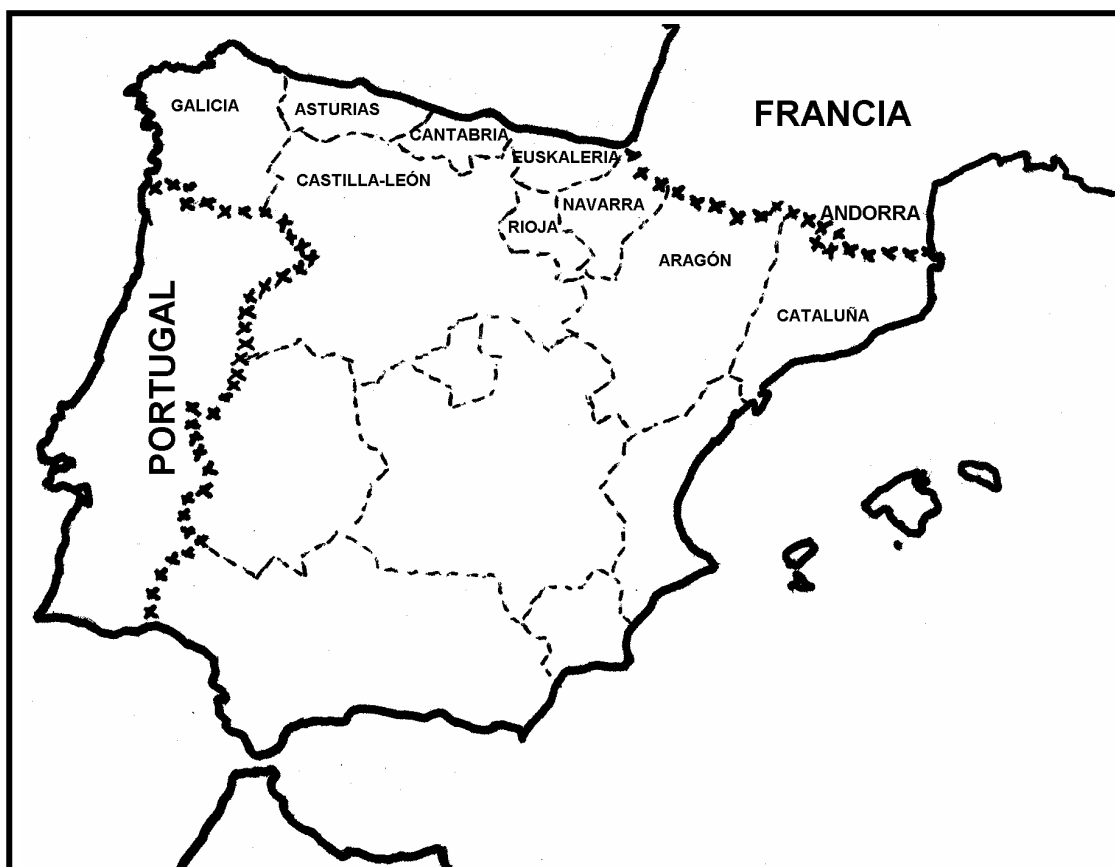 FRANCIA
GALICIA
ASTURIAS
CANTABRIA
EUSKALERIA
CASTILLA-LEÓN
NAVARRA
RIOJA
ANDORRA
ARAGÓN
CATALUÑA
PORTUGAL